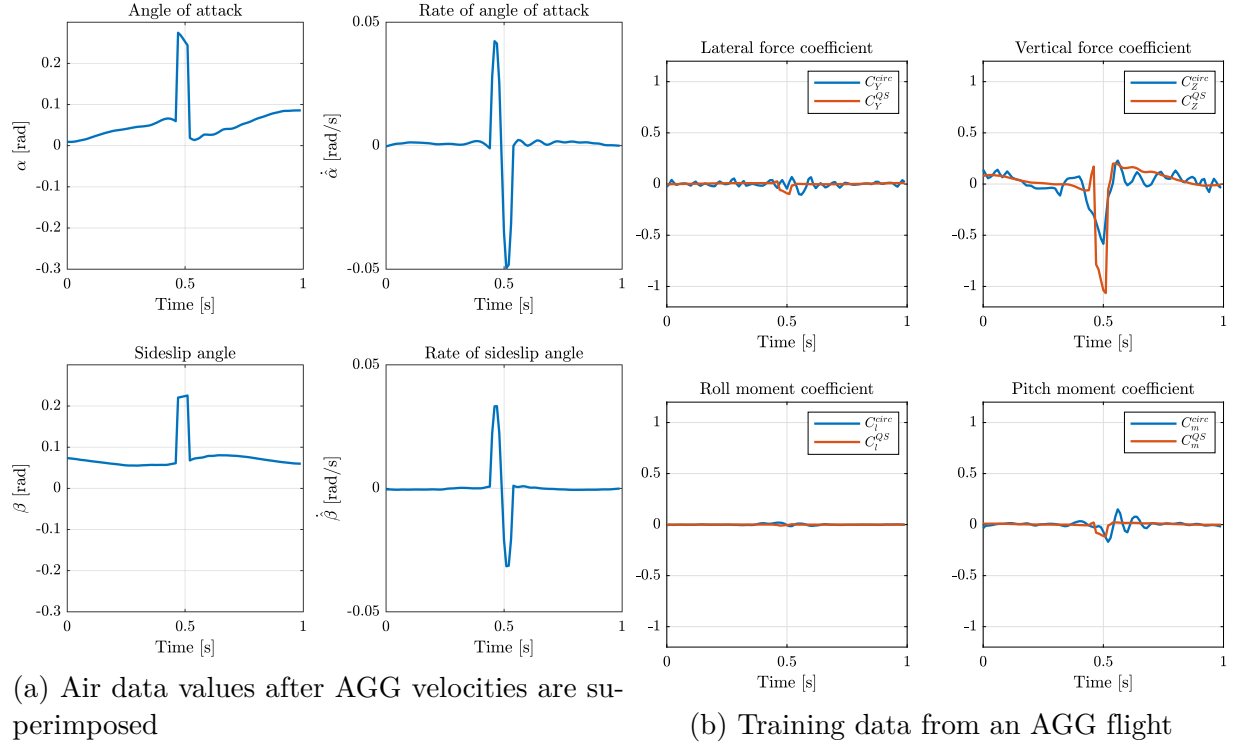 Angle of attack
0.2
0.1
0
-0.1
-0.2
-0.3
α [rad]
0
0.5
1
Time [s]
Rate of angle of attack
0.05
0
-0.05
α̇ [rad/s]
0
0.5
1
Time [s]
Sideslip angle
0.2
0.1
0
-0.1
-0.2
-0.3
β [rad]
0
0.5
1
Time [s]
Rate of sideslip angle
0.05
0
-0.05
β̂̇ [rad/s]
0
0.5
1
Time [s]
(a) Air data values after AGG velocities are su-
perimposed
Lateral force coefficient
C_Y^{circ}
C_Y^{QS}
1
0.5
0
-0.5
-1
0
0.5
1
Time [s]
Vertical force coefficient
C_Z^{circ}
C_Z^{QS}
1
0.5
0
-0.5
-1
0
0.5
1
Time [s]
Roll moment coefficient
C_l^{circ}
C_l^{QS}
1
0.5
0
-0.5
-1
0
0.5
1
Time [s]
Pitch moment coefficient
C_m^{circ}
C_m^{QS}
1
0.5
0
-0.5
-1
0
0.5
1
Time [s]
(b) Training data from an AGG flight